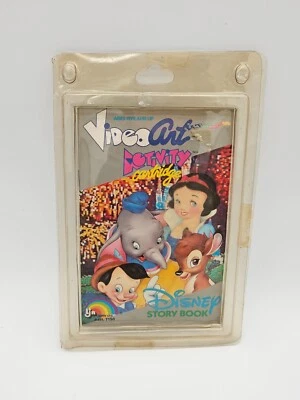 Video Art
ACTIVITY
cartridge
Disney
STORY BOOK